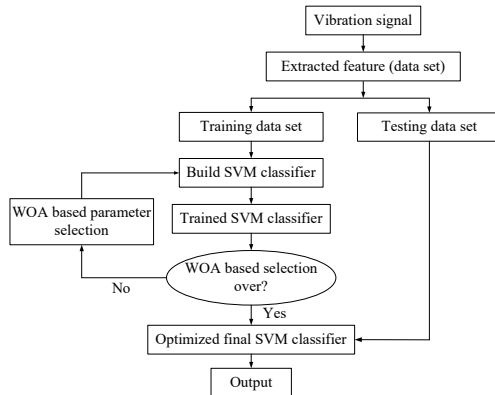 Vibration signal
Extracted feature (data set)
Training data set
Testing data set
Build SVM classifier
WOA based parameter
selection
Trained SVM classifier
WOA based selection
over?
No
Yes
Optimized final SVM classifier
Output